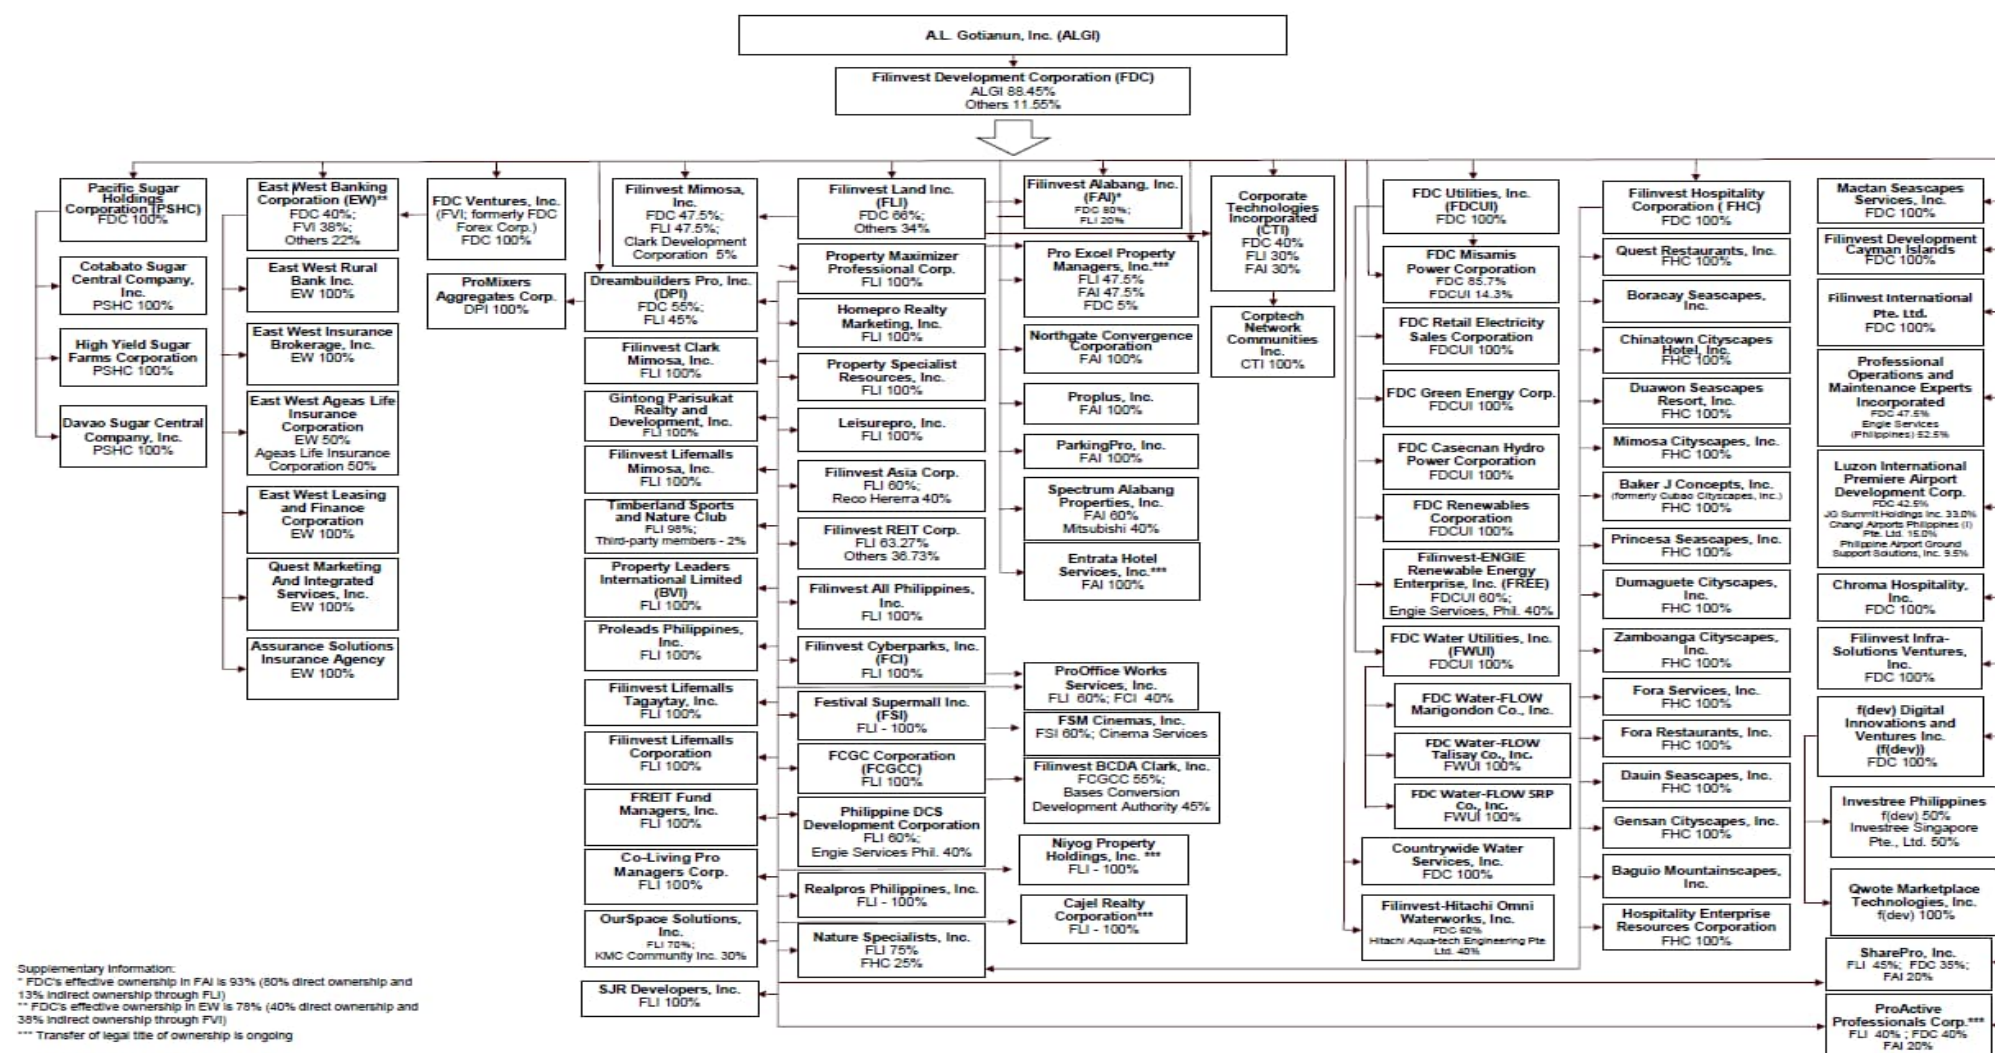 A.L. Gotianun, Inc. (ALGI)
Filinvest Development Corporation (FDC)
ALGI 88.45%
Others 11.55%
Pacific Sugar
Holdings
Corporation (PSHC)
FDC 100%
Cotabato Sugar
Central Company,
Inc.
PSHC 100%
High Yield Sugar
Farms Corporation
PSHC 100%
Davao Sugar Central
Company, Inc.
PSHC 100%
East West Banking
Corporation (EW)**
FDC 40%;
FVI 38%;
Others 22%
East West Rural
Bank Inc.
EW 100%
East West Insurance
Brokerage, Inc.
EW 100%
East West Ageas Life
Insurance
Corporation
EW 50%
Ageas Life Insurance
Corporation 50%
East West Leasing
and Finance
Corporation
EW 100%
Quest Marketing
And Integrated
Services, Inc.
EW 100%
Assurance Solutions
Insurance Agency
EW 100%
FDC Ventures, Inc.
(FVI; formerly FDC
Forex Corp.)
FDC 100%
ProMixers
Aggregates Corp.
DPI 100%
Filinvest Mimosa,
Inc.
FDC 47.5%;
FLI 47.5%;
Clark Development
Corporation 5%
Dreambuilders Pro, Inc.
(DPI)
FDC 55%;
FLI 45%
Filinvest Clark
Mimosa, Inc.
FLI 100%
Gintong Parisukat
Realty and
Development, Inc.
FLI 100%
Filinvest Lifemalls
Mimosa, Inc.
FLI 100%
Timberland Sports
and Nature Club
FLI 98%;
Third-party members - 2%
Property Leaders
International Limited
(BVI)
FLI 100%
Proleads Philippines,
Inc.
FLI 100%
Filinvest Lifemalls
Tagaytay, Inc.
FLI 100%
Filinvest Lifemalls
Corporation
FLI 100%
FREIT Fund
Managers, Inc.
FLI 100%
Co-Living Pro
Managers Corp.
FLI 100%
OurSpace Solutions,
Inc.
FLI 70%;
KMC Community Inc. 30%
SJR Developers, Inc.
FLI 100%
Filinvest Land Inc.
(FLI)
FDC 66%;
Others 34%
Property Maximizer
Professional Corp.
FLI 100%
Homepro Realty
Marketing, Inc.
FLI 100%
Property Specialist
Resources, Inc.
FLI 100%
Leisurepro, Inc.
FLI 100%
Filinvest Asia Corp.
FLI 60%;
Reco Hererra 40%
Filinvest REIT Corp.
FLI 63.27%
Others 36.73%
Filinvest All Philippines,
Inc.
FLI 100%
Filinvest Cyberparks, Inc.
(FCI)
FLI 100%
Festival Supermall Inc.
(FSI)
FLI - 100%
FCGC Corporation
(FCGCC)
FLI 100%
Philippine DCS
Development Corporation
FLI 60%;
Engie Services Phil. 40%
Realpros Philippines, Inc.
FLI - 100%
Nature Specialists, Inc.
FLI 75%
FHC 25%
Filinvest Alabang, Inc.
(FAI)*
FDC 80%;
FLI 20%
Pro Excel Property
Managers, Inc.***
FLI 47.5%
FAI 47.5%
FDC 5%
Northgate Convergence
Corporation
FAI 100%
Proplus, Inc.
FAI 100%
ParkingPro, Inc.
FAI 100%
Spectrum Alabang
Properties, Inc.
FAI 60%
Mitsubishi 40%
Entrata Hotel
Services, Inc.***
FAI 100%
ProOffice Works
Services, Inc.
FLI 60%; FCI 40%
FSM Cinemas, Inc.
FSI 60%; Cinema Services
Filinvest BCDA Clark, Inc.
FCGCC 55%;
Bases Conversion
Development Authority 45%
Niyog Property
Holdings, Inc. ***
FLI - 100%
Cajel Realty
Corporation***
FLI - 100%
Corporate
Technologies
Incorporated
(CTI)
FDC 40%
FLI 30%
FAI 30%
Corptech
Network
Communities
Inc.
CTI 100%
FDC Utilities, Inc.
(FDCUI)
FDC 100%
FDC Misamis
Power Corporation
FDC 85.7%
FDCUI 14.3%
FDC Retail Electricity
Sales Corporation
FDCUI 100%
FDC Green Energy Corp.
FDCUI 100%
FDC Casecnan Hydro
Power Corporation
FDCUI 100%
FDC Renewables
Corporation
FDCUI 100%
Filinvest-ENGIE
Renewable Energy
Enterprise, Inc. (FREE)
FDCUI 60%;
Engie Services, Phil. 40%
FDC Water Utilities, Inc.
(FWUI)
FDCUI 100%
FDC Water-FLOW
Marigondon Co., Inc.
FDC Water-FLOW
Talisay Co., Inc.
FWUI 100%
FDC Water-FLOW SRP
Co., Inc.
FWUI 100%
Countrywide Water
Services, Inc.
FDC 100%
Filinvest-Hitachi Omni
Waterworks, Inc.
FDC 60%
Hitachi Aqua-tech Engineering Pte
Ltd. 40%
Filinvest Hospitality
Corporation ( FHC)
FDC 100%
Quest Restaurants, Inc.
FHC 100%
Boracay Seascapes,
Inc.
Chinatown Cityscapes
Hotel, Inc.
FHC 100%
Duawon Seascapes
Resort, Inc.
FHC 100%
Mimosa Cityscapes, Inc.
FHC 100%
Baker J Concepts, Inc.
(formerly Cubao Cityscapes, Inc.)
FHC 100%
Princesa Seascapes, Inc.
FHC 100%
Dumaguete Cityscapes,
Inc.
FHC 100%
Zamboanga Cityscapes,
Inc.
FHC 100%
Fora Services, Inc.
FHC 100%
Fora Restaurants, Inc.
FHC 100%
Dauin Seascapes, Inc.
FHC 100%
Gensan Cityscapes, Inc.
FHC 100%
Baguio Mountainscapes,
Inc.
Hospitality Enterprise
Resources Corporation
FHC 100%
Mactan Seascapes
Services, Inc.
FDC 100%
Filinvest Development
Cayman Islands
FDC 100%
Filinvest International
Pte. Ltd.
FDC 100%
Professional
Operations and
Maintenance Experts
Incorporated
FDC 47.5%
Engie Services
(Philippines) 52.5%
Luzon International
Premiere Airport
Development Corp.
FDC 42.5%
JG Summit Holdings Inc. 33.0%
Changi Airports Philippines (I)
Pte. Ltd. 15.0%
Philippine Airport Ground
Support Solutions, Inc. 9.5%
Chroma Hospitality,
Inc.
FDC 100%
Filinvest Infra-
Solutions Ventures,
Inc.
FDC 100%
f(dev) Digital
Innovations and
Ventures Inc.
(f(dev))
FDC 100%
Investree Philippines
f(dev) 50%
Investree Singapore
Pte., Ltd. 50%
Qwote Marketplace
Technologies, Inc.
f(dev) 100%
SharePro, Inc.
FLI 45%; FDC 35%;
FAI 20%
ProActive
Professionals Corp.***
FLI 40% ; FDC 40%
FAI 20%
Supplementary Information:
* FDC's effective ownership in FAI is 93% (80% direct ownership and
13% indirect ownership through FLI)
** FDC's effective ownership in EW is 78% (40% direct ownership and
38% indirect ownership through FVI)
*** Transfer of legal title of ownership is ongoing